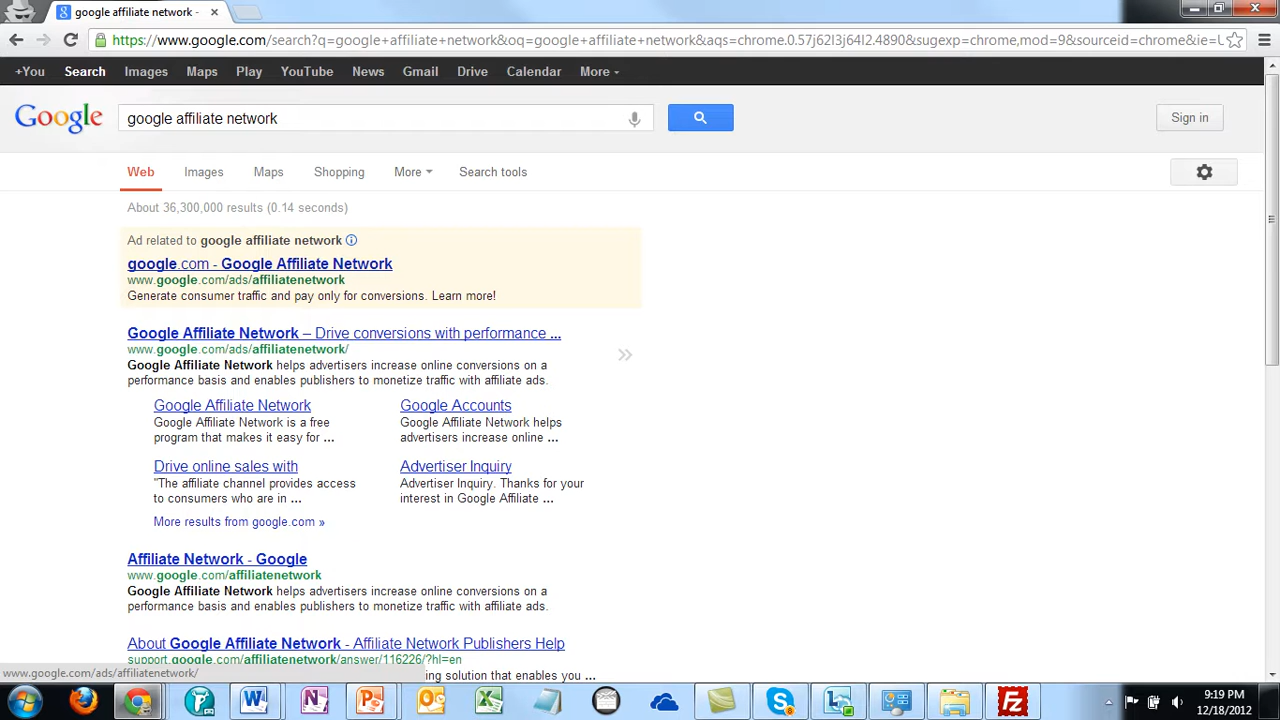 google affiliate network -
https://www.google.com/search?q=google+affiliate+network&oq=google+affiliate+network&aqs=chrome.0.57j62l3j64l2.4890&sugexp=chrome,mod=9&sourceid=chrome&ie=U
+You Search Images Maps Play YouTube News Gmail Drive Calendar More
Google google affiliate network Sign in
Web Images Maps Shopping More Search tools
About 36,300,000 results (0.14 seconds)
Ad related to google affiliate network
google.com - Google Affiliate Network
www.google.com/ads/affiliatenetwork
Generate consumer traffic and pay only for conversions. Learn more!
Google Affiliate Network – Drive conversions with performance ...
www.google.com/ads/affiliatenetwork/
Google Affiliate Network helps advertisers increase online conversions on a
performance basis and enables publishers to monetize traffic with affiliate ads.
Google Affiliate Network
Google Affiliate Network is a free
program that makes it easy for ...
Google Accounts
Google Affiliate Network helps
advertisers increase online ...
Drive online sales with
"The affiliate channel provides access
to consumers who are in ...
Advertiser Inquiry
Advertiser Inquiry. Thanks for your
interest in Google Affiliate ...
More results from google.com »
Affiliate Network - Google
www.google.com/affiliatenetwork
Google Affiliate Network helps advertisers increase online conversions on a
performance basis and enables publishers to monetize traffic with affiliate ads.
About Google Affiliate Network - Affiliate Network Publishers Help
support.google.com/affiliatenetwork/answer/116226/?hl=en
ing solution that enables you ...
www.google.com/ads/affiliatenetwork/
9:19 PM
12/18/2012